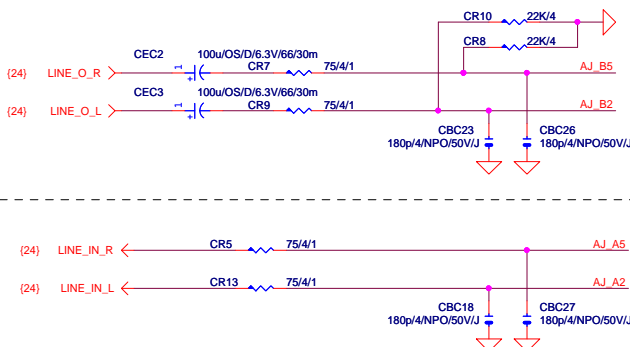 CR10 22K/4
CR8 22K/4
CEC2 100u/OS/D/6.3V/66/30m
{24} LINE_O_R 1 + CR7 75/4/1 AJ_B5
CEC3 100u/OS/D/6.3V/66/30m
{24} LINE_O_L 1 + CR9 75/4/1 AJ_B2
CBC23 CBC26
180p/4/NPO/50V/J 180p/4/NPO/50V/J
{24} LINE_IN_R CR5 75/4/1 AJ_A5
{24} LINE_IN_L CR13 75/4/1 AJ_A2
CBC18 CBC27
180p/4/NPO/50V/J 180p/4/NPO/50V/J